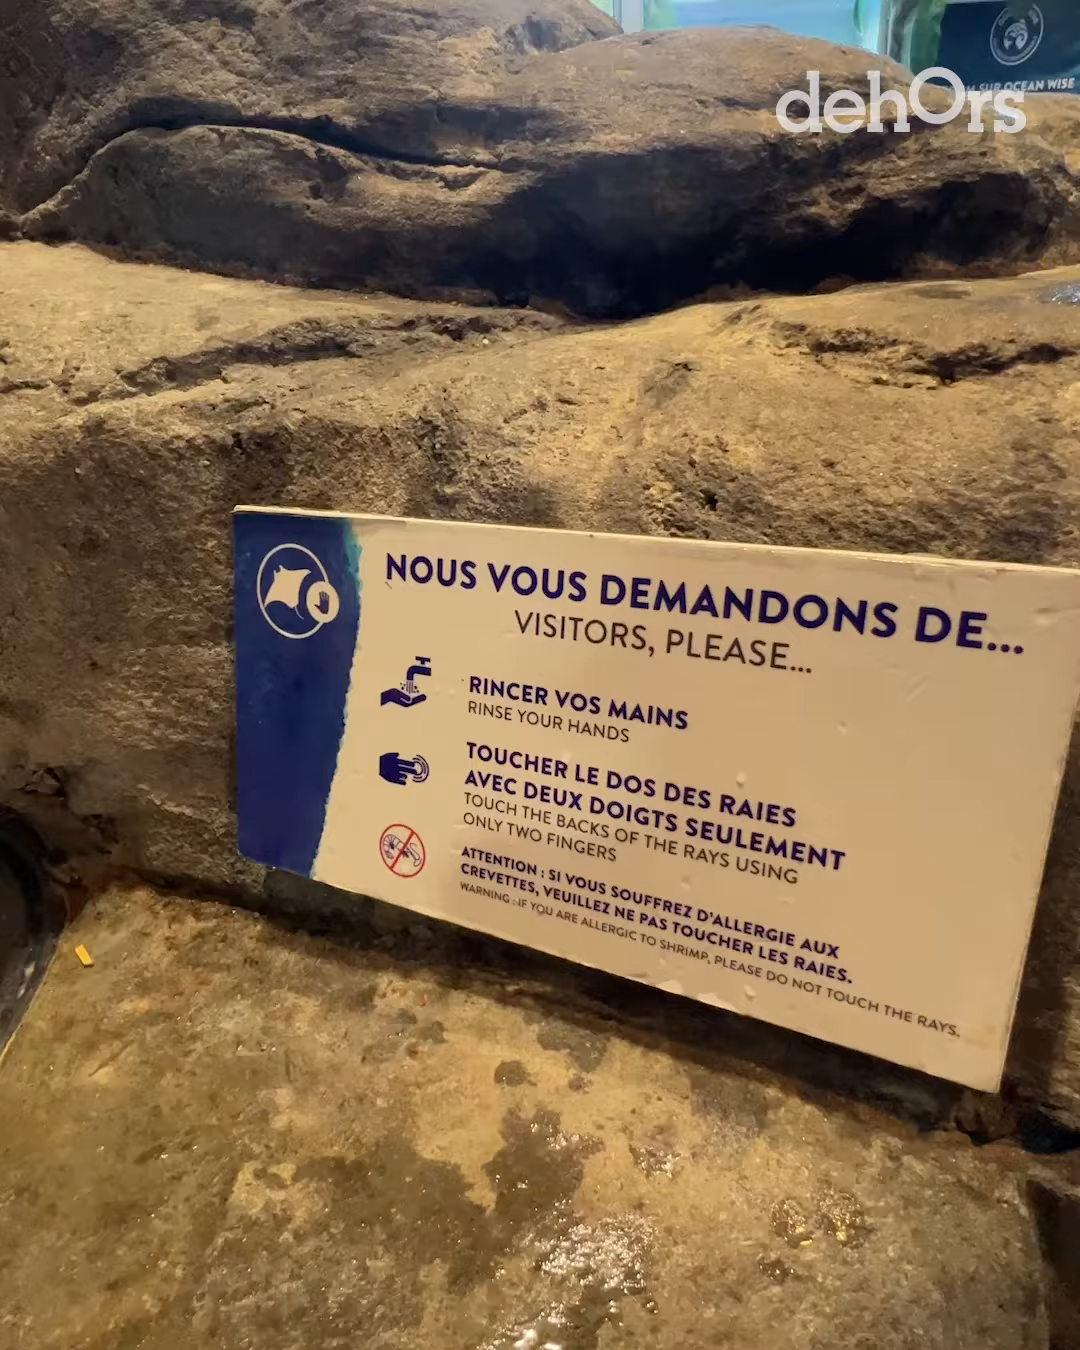 dehOrs
SUR OCEAN WISE
NOUS VOUS DEMANDONS DE...
VISITORS, PLEASE...
RINCER VOS MAINS
RINSE YOUR HANDS
TOUCHER LE DOS DES RAIES
AVEC DEUX DOIGTS SEULEMENT
TOUCH THE BACKS OF THE RAYS USING
ONLY TWO FINGERS
ATTENTION : SI VOUS SOUFFREZ D'ALLERGIE AUX
CREVETTES, VEUILLEZ NE PAS TOUCHER LES RAIES.
WARNING : IF YOU ARE ALLERGIC TO SHRIMP, PLEASE DO NOT TOUCH THE RAYS.